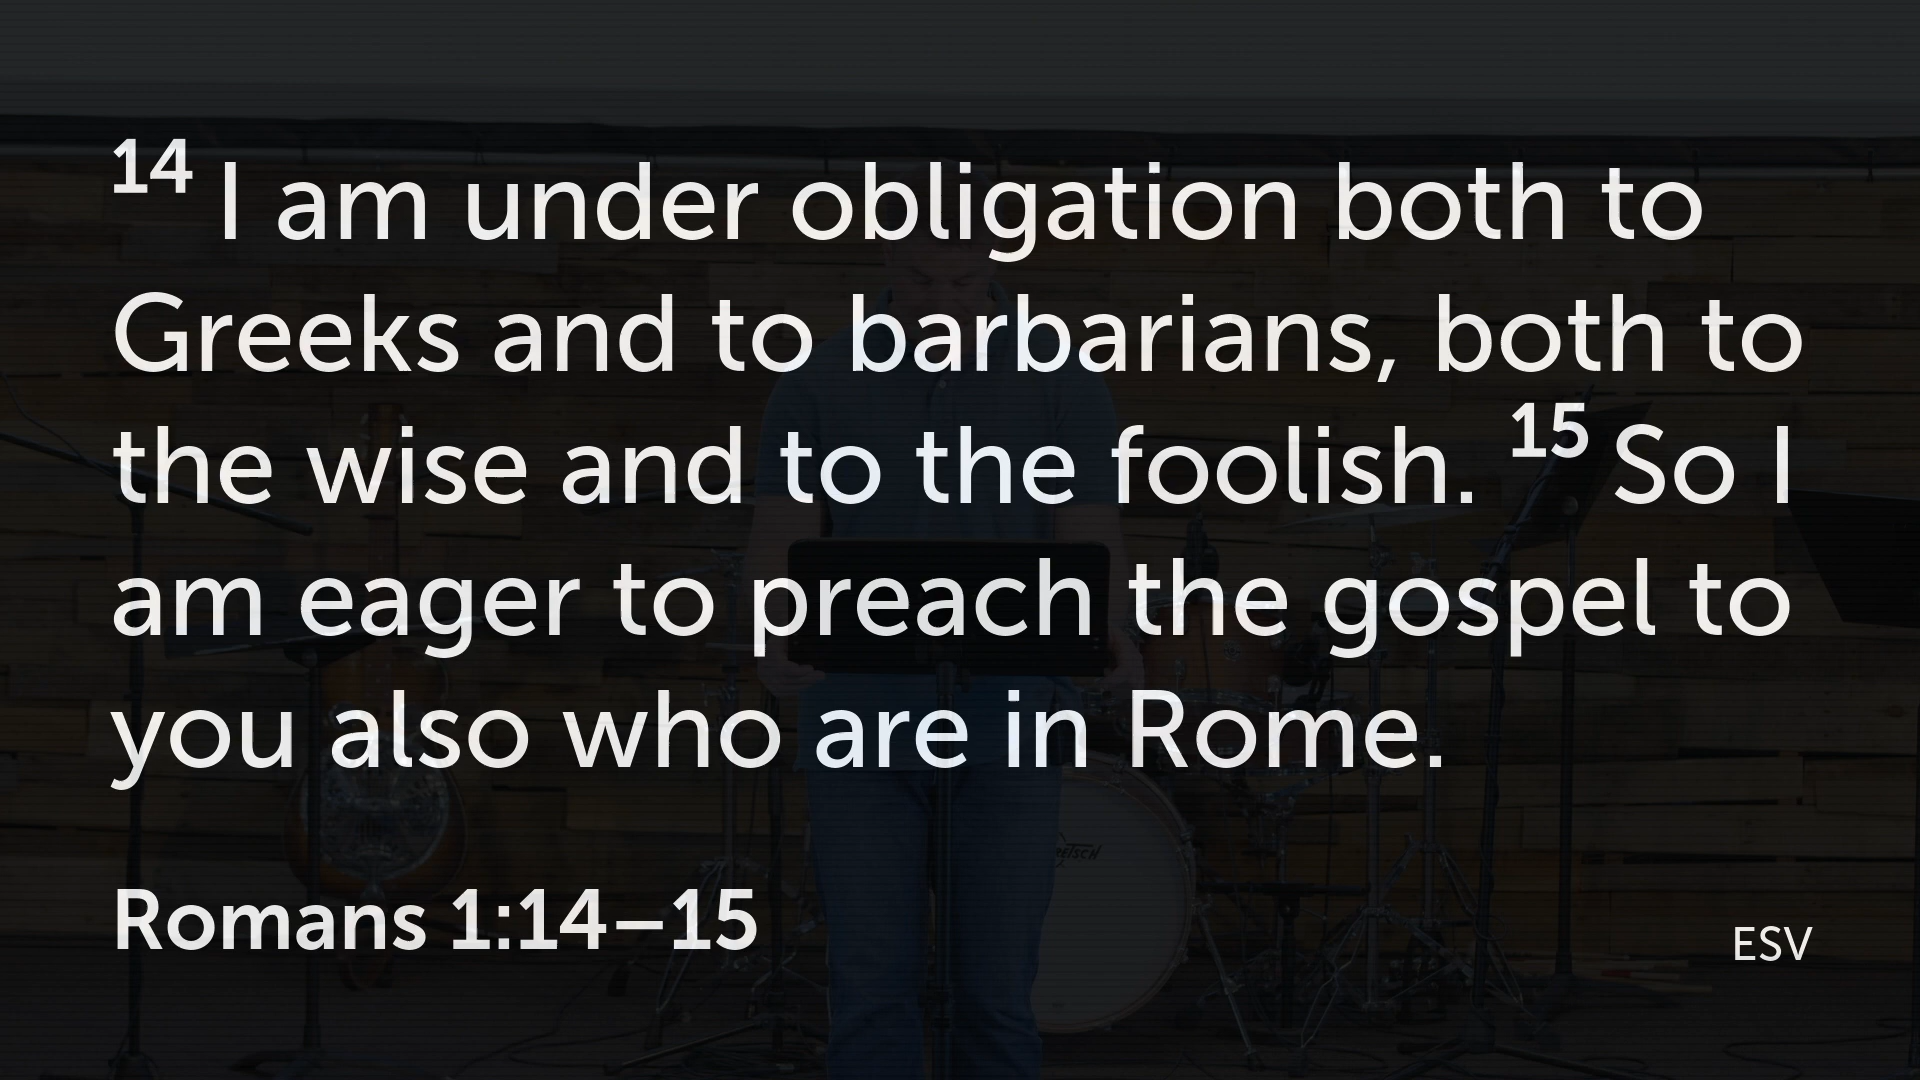 14 I am under obligation both to
Greeks and to barbarians, both to
the wise and to the foolish. 15 So I
am eager to preach the gospel to
you also who are in Rome.
Romans 1:14–15
ESV